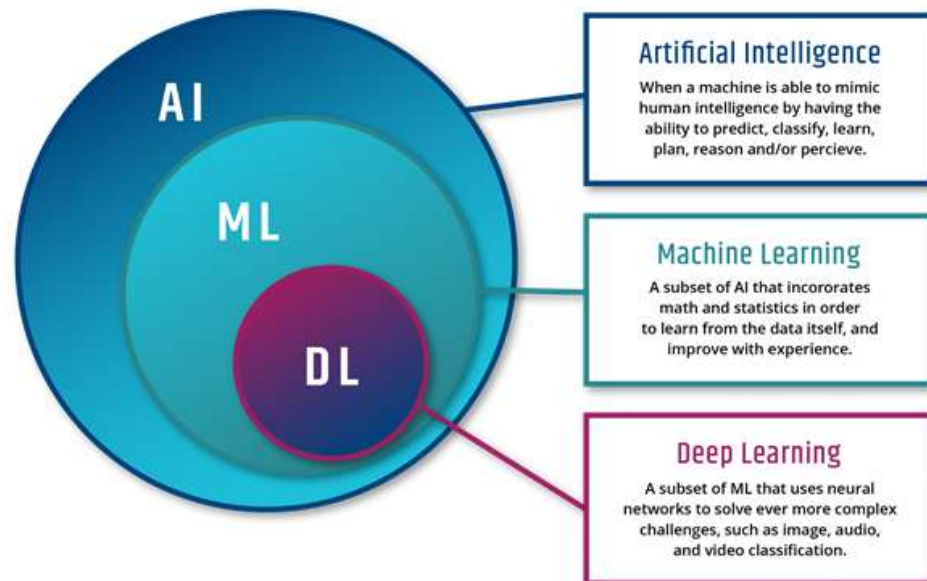 AI
ML
DL
Artificial Intelligence
When a machine is able to mimic
human intelligence by having the
ability to predict, classify, learn,
plan, reason and/or percieve.
Machine Learning
A subset of AI that incororates
math and statistics in order
to learn from the data itself, and
improve with experience.
Deep Learning
A subset of ML that uses neural
networks to solve ever more complex
challenges, such as image, audio,
and video classification.